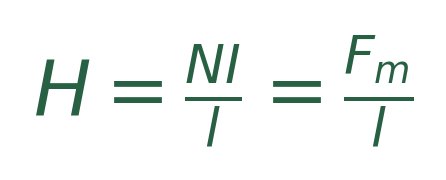 H = NI/l = Fₘ/l